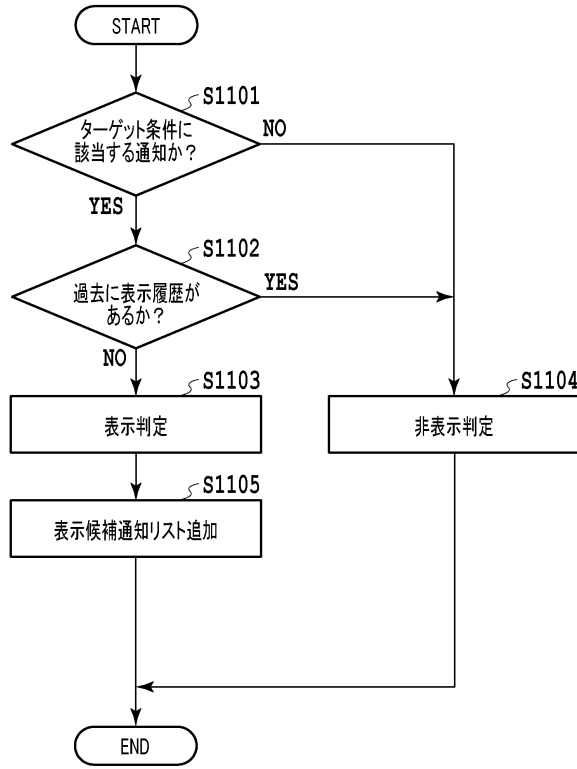 START
S1101
ターゲット条件に
該当する通知か？
NO
YES
S1102
過去に表示履歴が
あるか？
YES
NO
S1103
表示判定
S1104
非表示判定
S1105
表示候補通知リスト追加
END